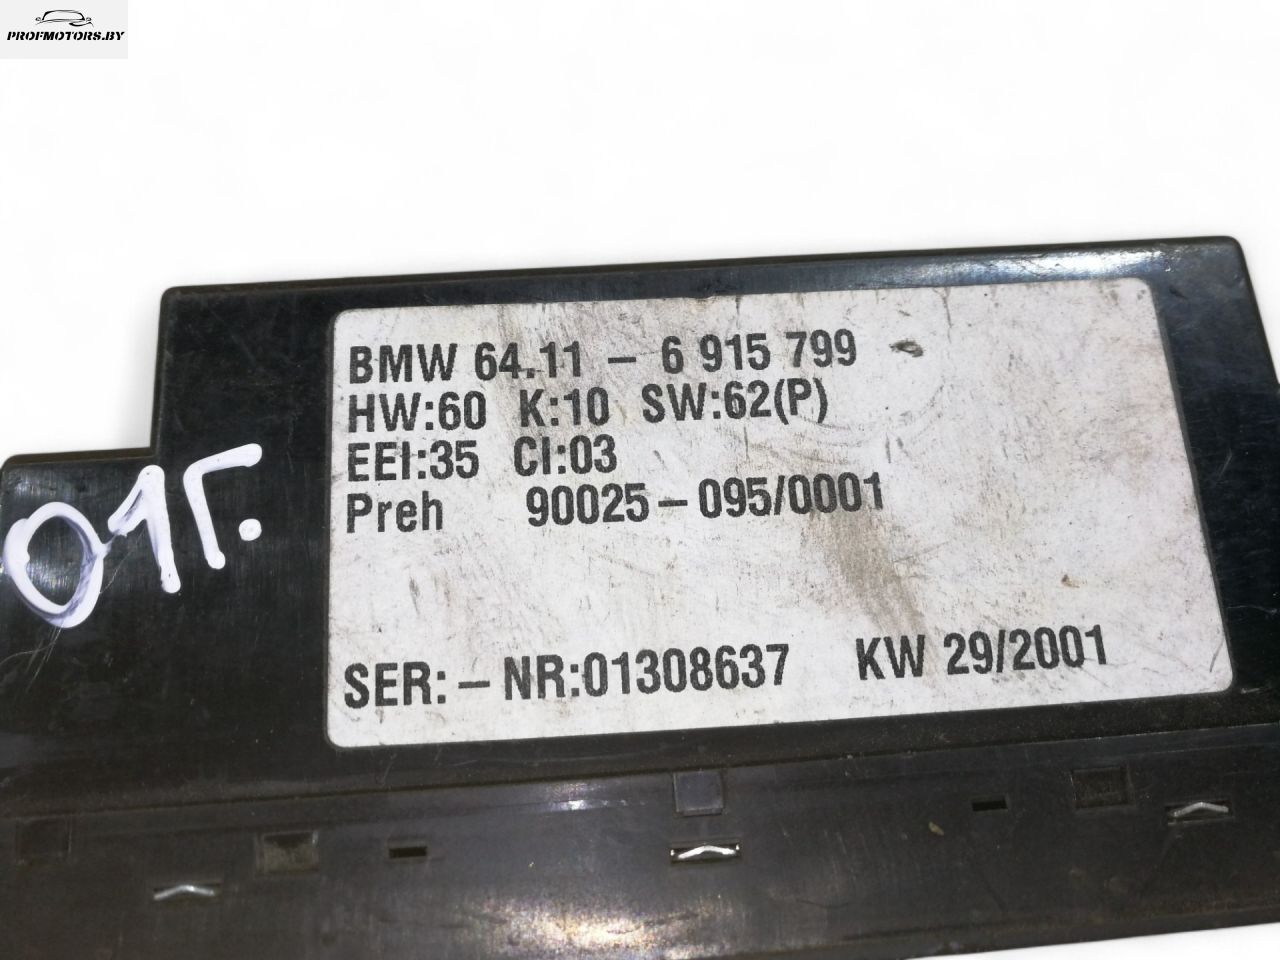 PROFMOTORS.BY
BMW 64.11 - 6 915 799
HW:60 K:10 SW:62(P)
EEI:35 CI:03
Preh 90025-095/0001
01г.
SER:-NR:01308637 KW 29/2001